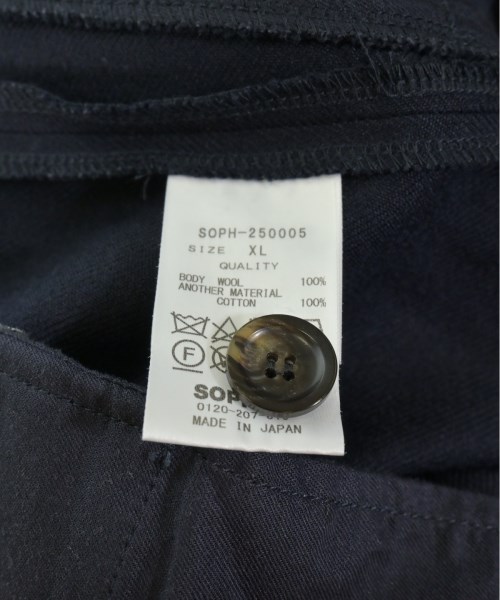 SOPH-250005
SIZE XL
QUALITY
BODY WOOL 100%
ANOTHER MATERIAL
COTTON 100%
F
MADE IN JAPAN